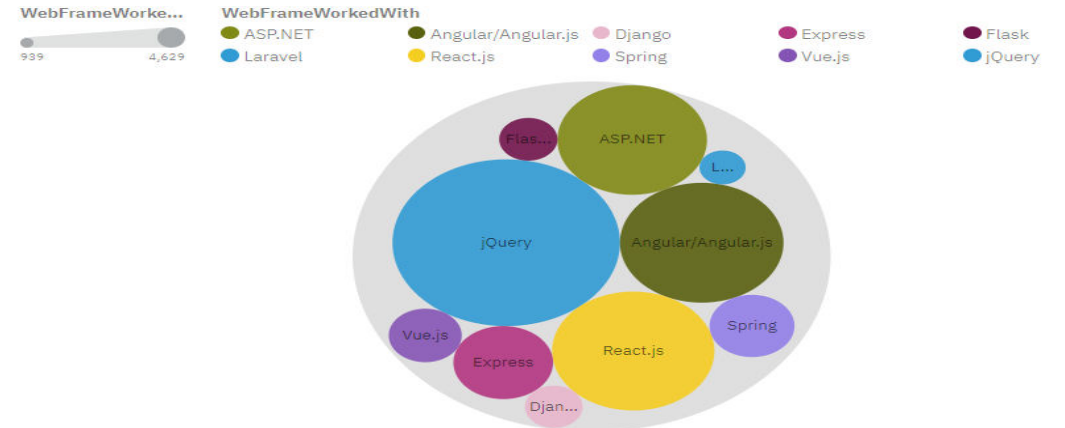 WebFrameWorke... WebFrameWorkedWith
ASP.NET Angular/Angular.js Django Express Flask
939 4,629 Laravel React.js Spring Vue.js jQuery
Flas... ASP.NET
L...
jQuery Angular/Angular.js
Spring
Vue.js
React.js
Express
Djan...